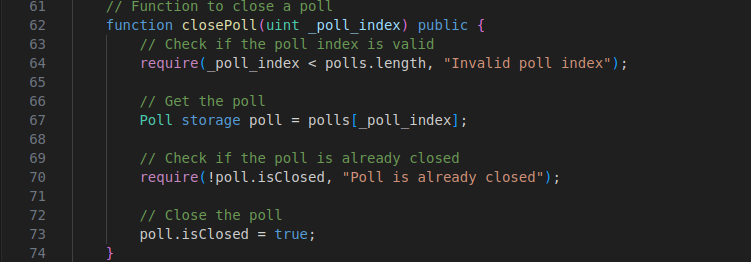 61 // Function to close a poll
62 function closePoll(uint _poll_index) public {
63 // Check if the poll index is valid
64 require(_poll_index < polls.length, "Invalid poll index");
65
66 // Get the poll
67 Poll storage poll = polls[_poll_index];
68
69 // Check if the poll is already closed
70 require(!poll.isClosed, "Poll is already closed");
71
72 // Close the poll
73 poll.isClosed = true;
74 }